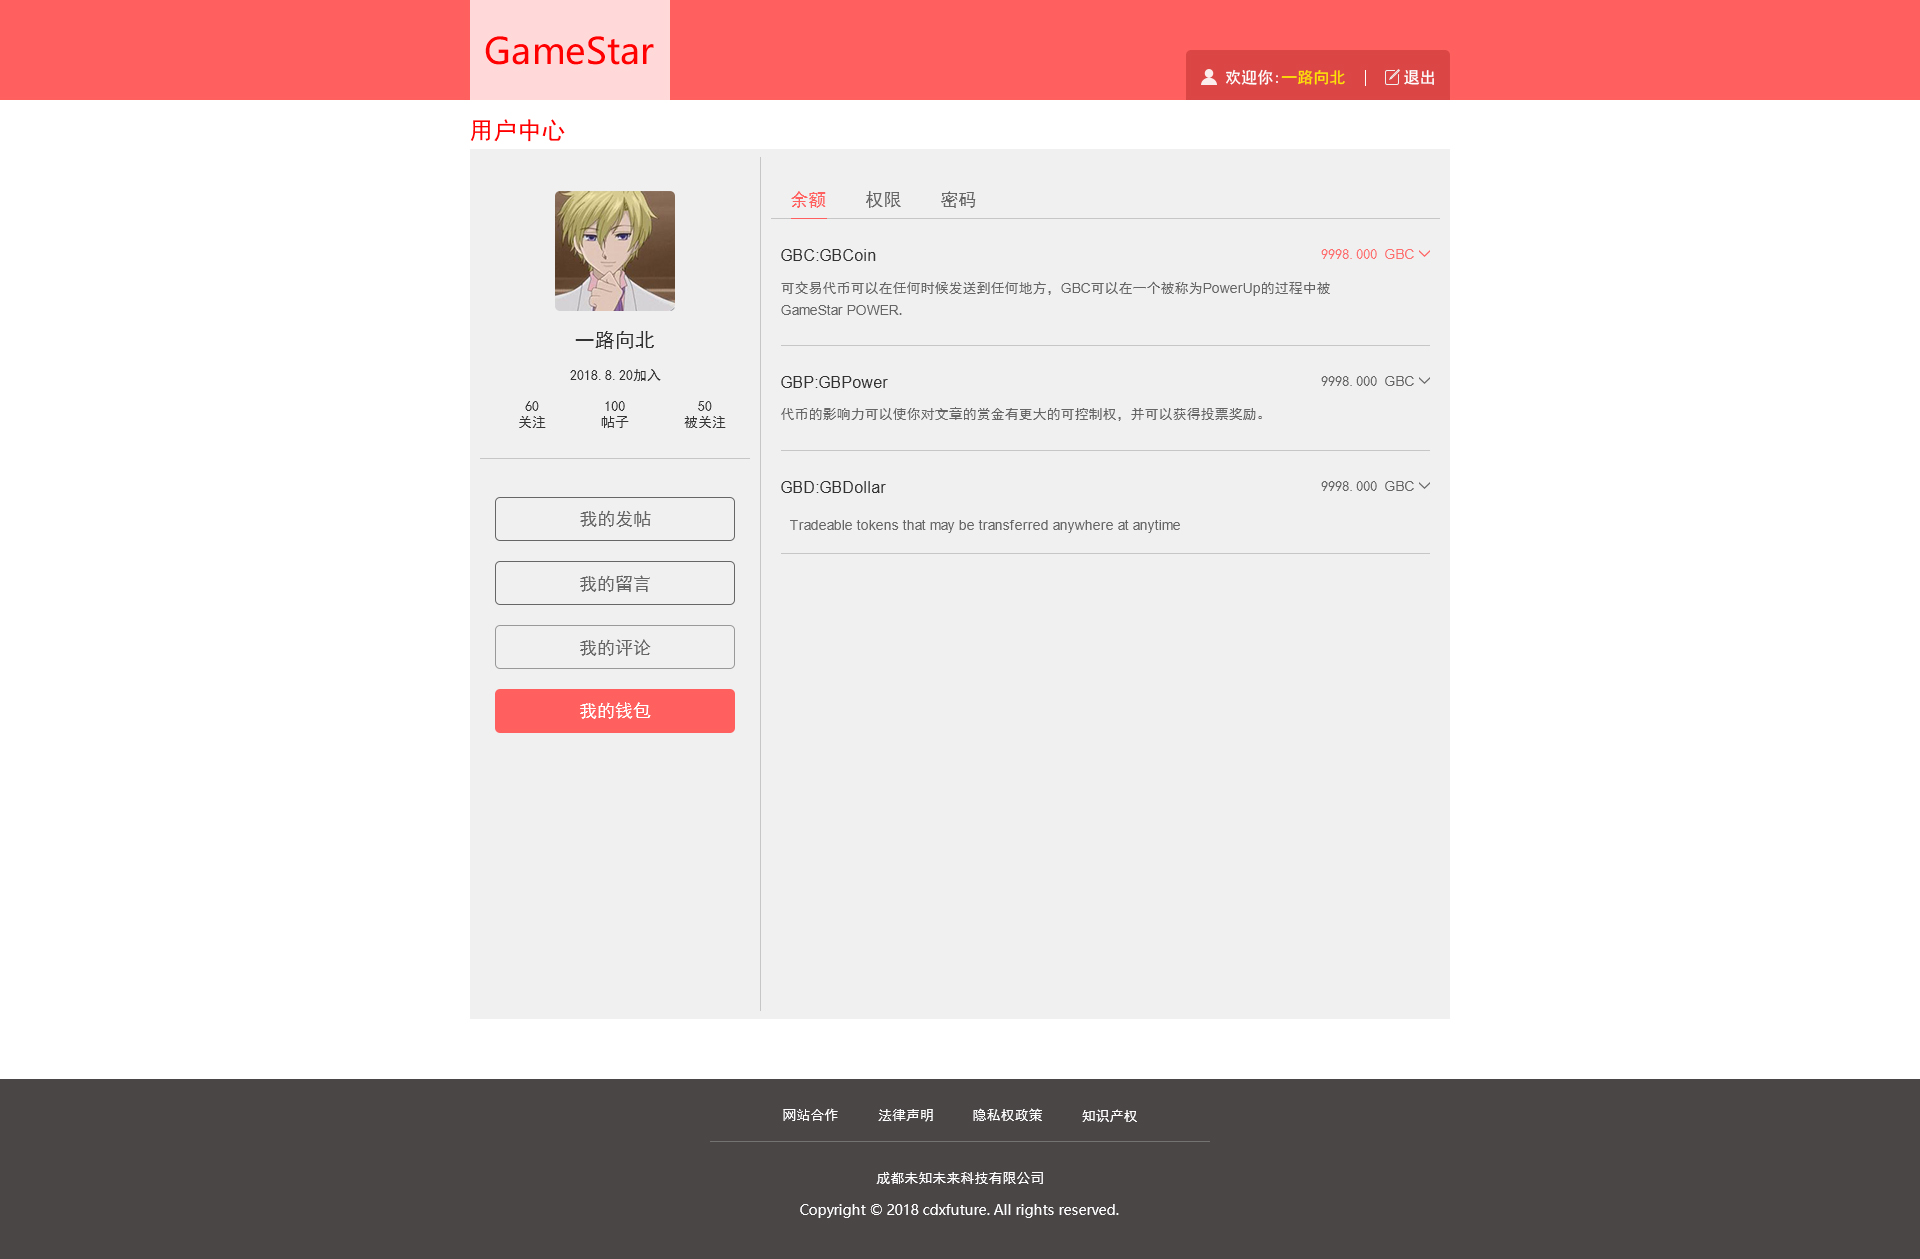 GameStar
欢迎你:一路向北
退出
用户中心
一路向北
2018. 8. 20加入
60 100 50
关注 帖子 被关注
我的发帖
我的留言
我的评论
我的钱包
余额 权限 密码
GBC:GBCoin 9998. 000 GBC
可交易代币可以在任何时候发送到任何地方，GBC可以在一个被称为PowerUp的过程中被
GameStar POWER.
GBP:GBPower 9998. 000 GBC
代币的影响力可以使你对文章的赏金有更大的可控制权，并可以获得投票奖励。
GBD:GBDollar 9998. 000 GBC
Tradeable tokens that may be transferred anywhere at anytime
网站合作 法律声明 隐私权政策 知识产权
成都未知未来科技有限公司
Copyright © 2018 cdxfuture. All rights reserved.